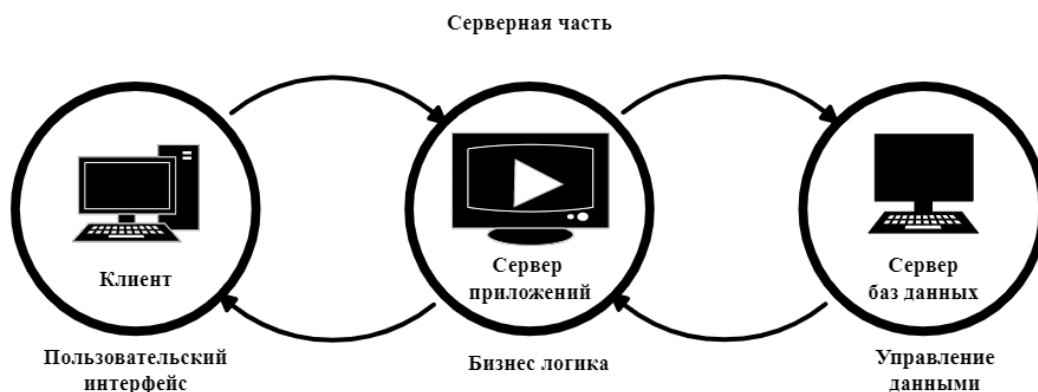 Серверная часть
Клиент
Сервер
приложений
Сервер
баз данных
Пользовательский
интерфейс
Бизнес логика
Управление
данными